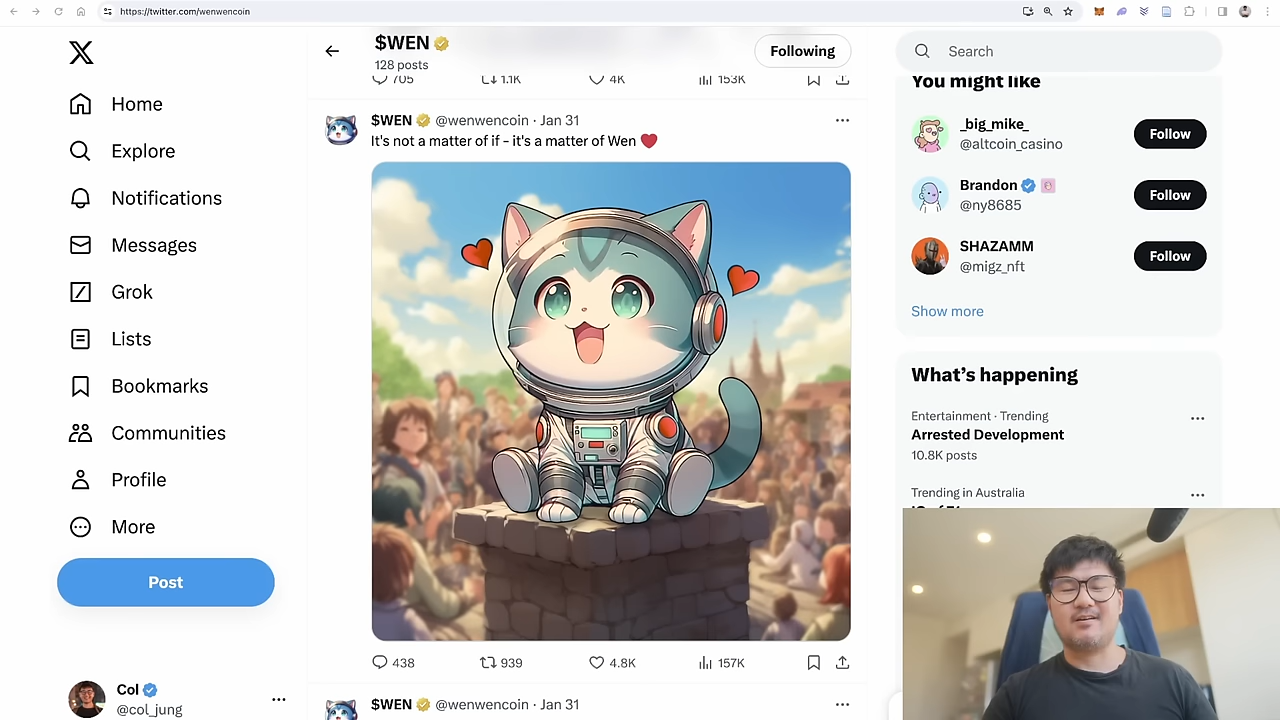 https://twitter.com/wenwencoin
Home
Explore
Notifications
Messages
Grok
Lists
Bookmarks
Communities
Profile
More
Post
Col
@col_jung
$WEN
128 posts
Following
705 1.1K 4K 153K
$WEN @wenwencoin · Jan 31
It's not a matter of if - it's a matter of Wen ❤️
438 939 4.8K 157K
$WEN @wenwencoin · Jan 31
Search
You might like
_big_mike_
@altcoin_casino
Follow
Brandon
@ny8685
Follow
SHAZAMM
@migz_nft
Follow
Show more
What's happening
Entertainment · Trending
Arrested Development
10.8K posts
Trending in Australia